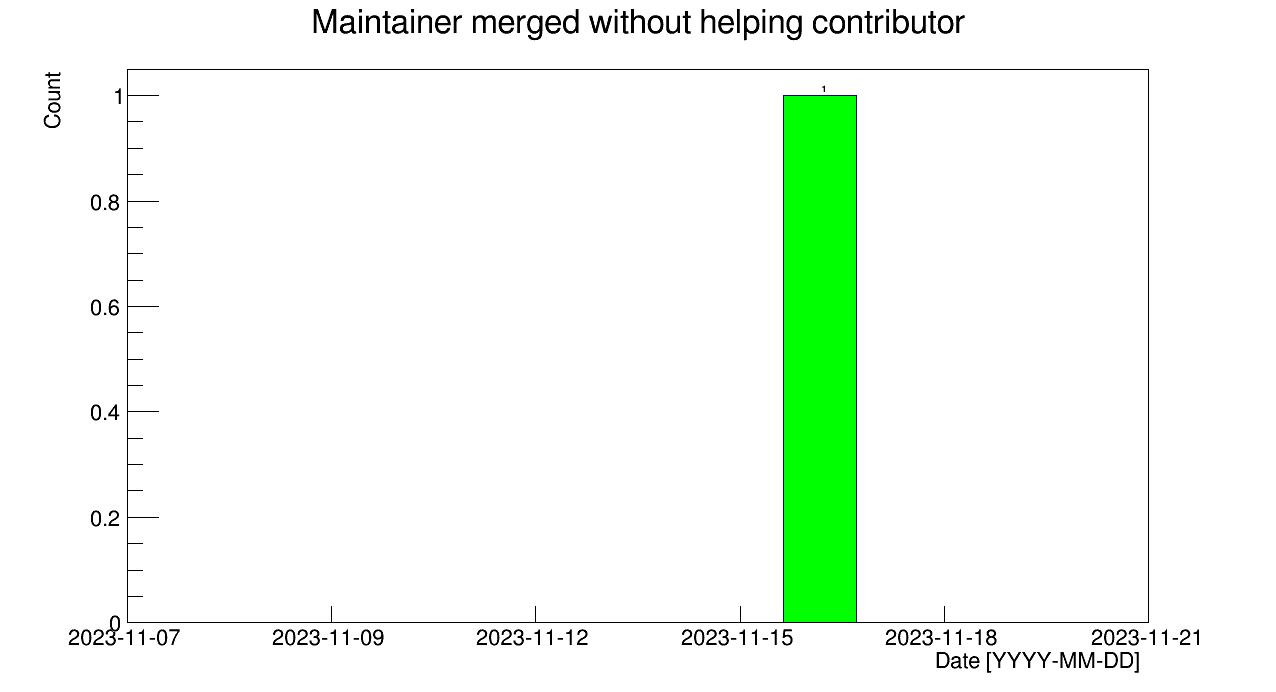 Maintainer merged without helping contributor
Count
1
1
0.8
0.6
0.4
0.2
0
2023-11-07 2023-11-09 2023-11-12 2023-11-15 2023-11-18 2023-11-21
Date [YYYY-MM-DD]